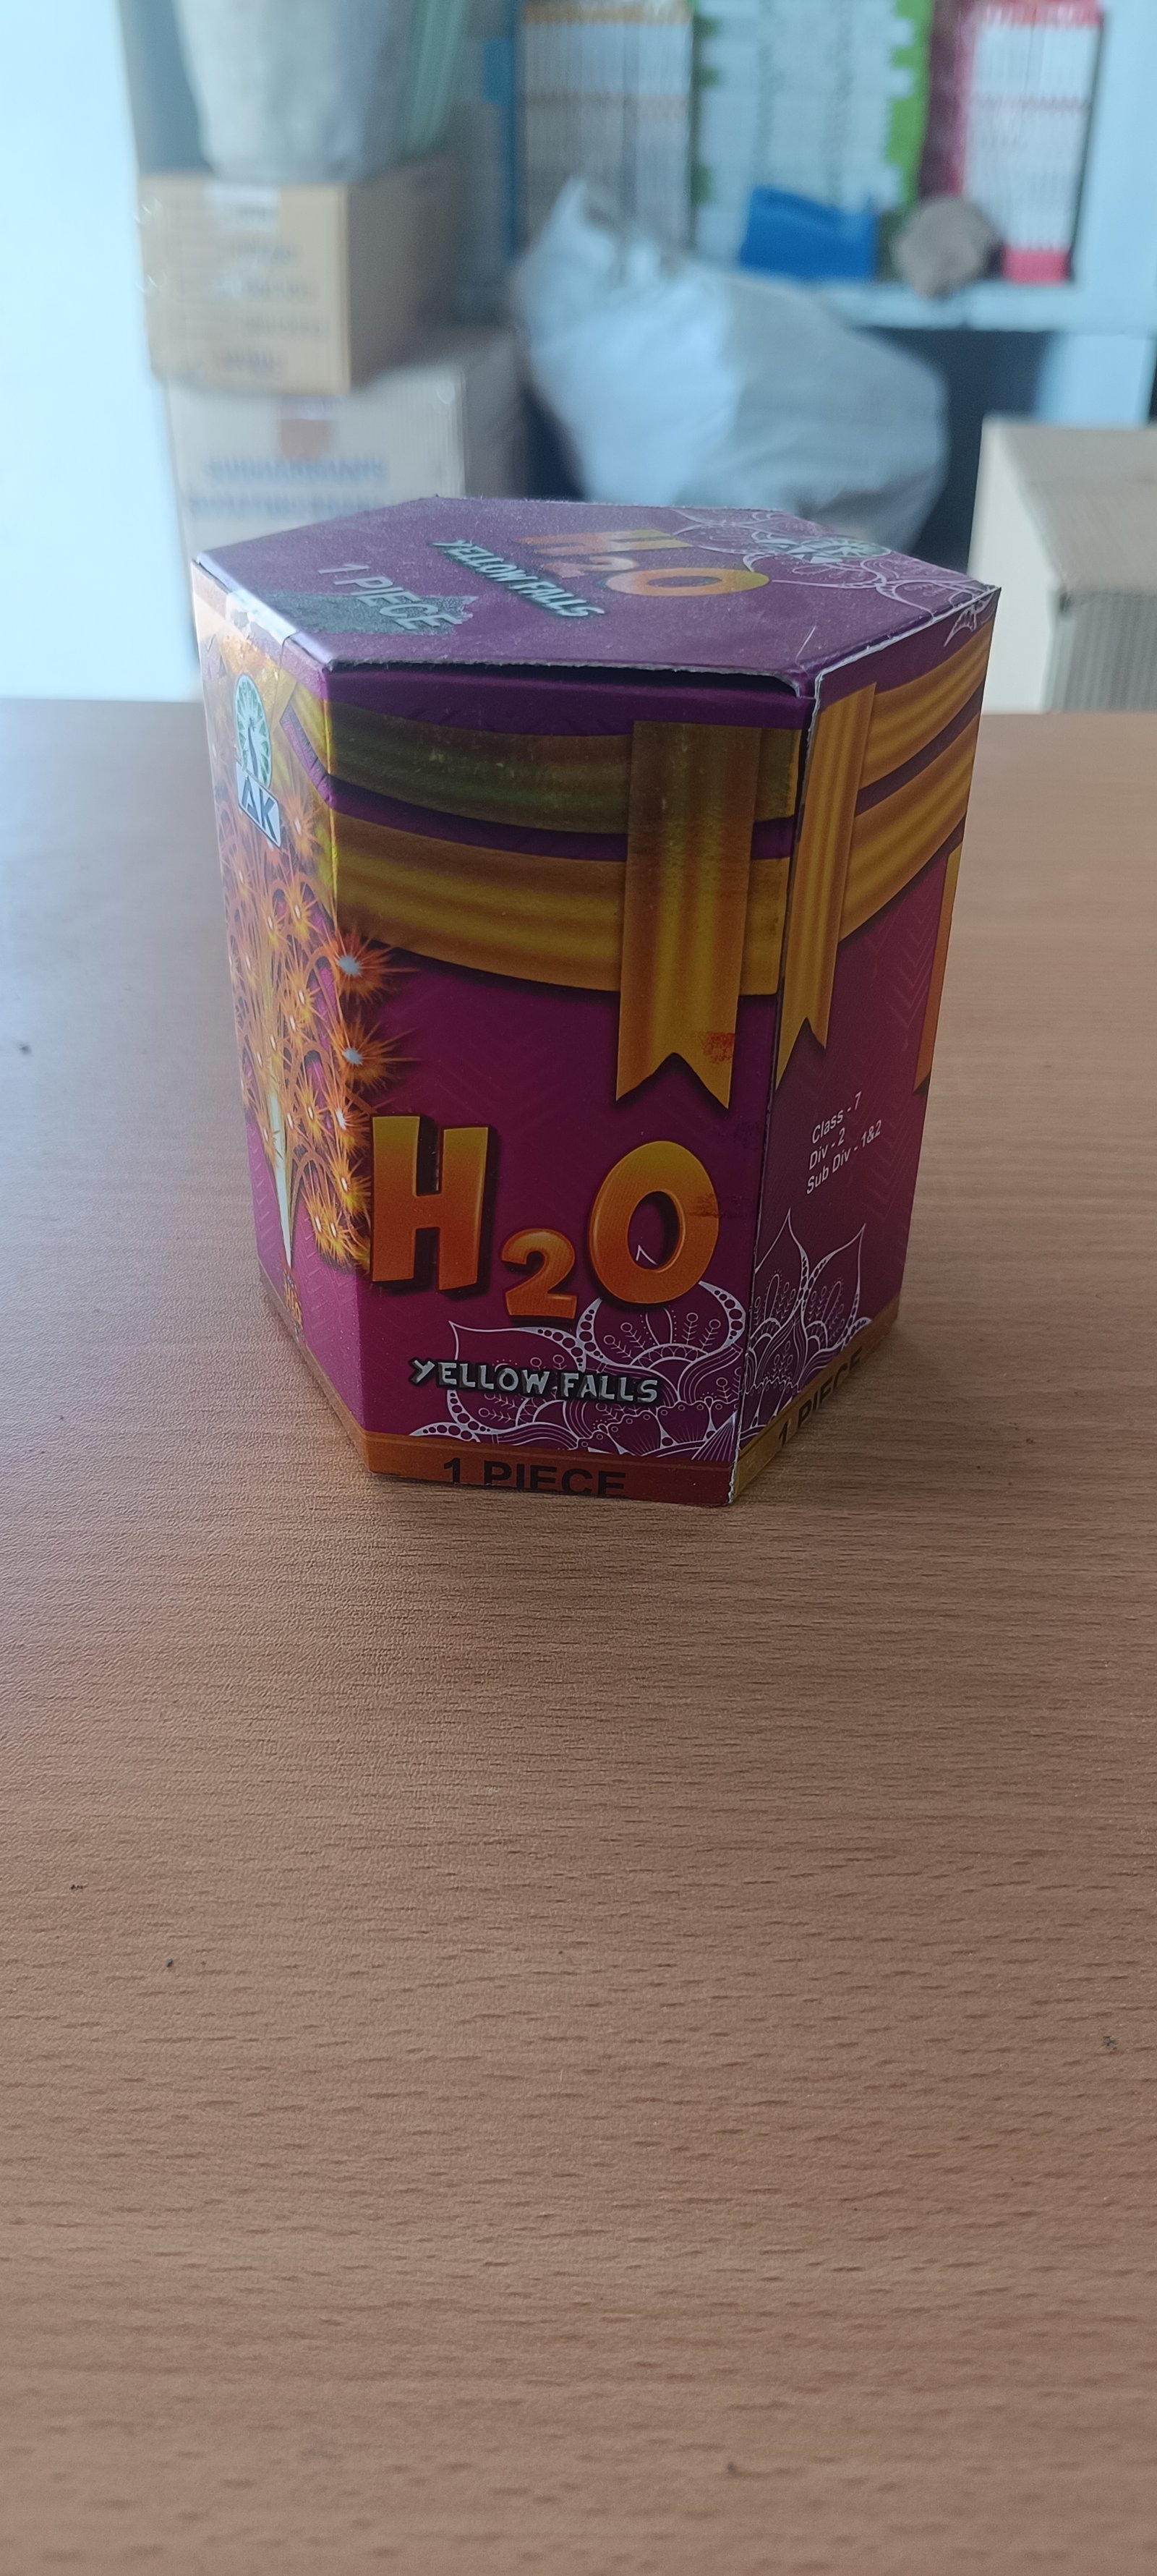 H2O
YELLOW FALLS
1 PIECE
AK
AK
H2O
YELLOW FALLS
1 PIECE
Class - 7
Div - 2
Sub Div - 1&2
1 PIECE